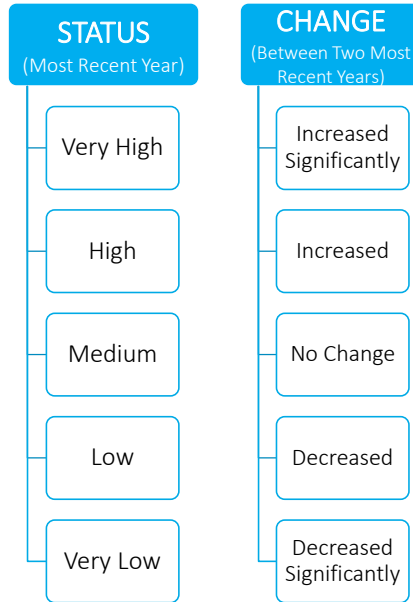 STATUS
(Most Recent Year)
Very High
High
Medium
Low
Very Low
CHANGE
(Between Two Most
Recent Years)
Increased
Significantly
Increased
No Change
Decreased
Decreased
Significantly